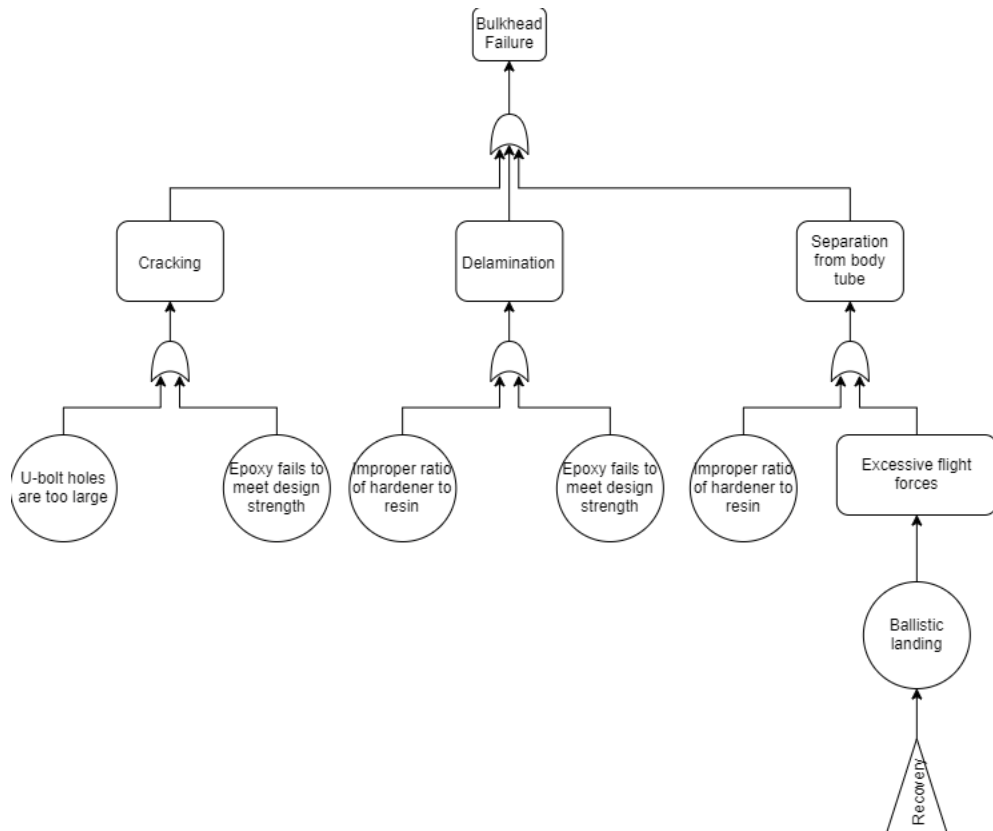 Bulkhead
Failure
Cracking
Delamination
Separation
from body
tube
U-bolt holes
are too large
Epoxy fails to
meet design
strength
Improper ratio
of hardener to
resin
Epoxy fails to
meet design
strength
Improper ratio
of hardener to
resin
Excessive flight
forces
Ballistic
landing
Recovery